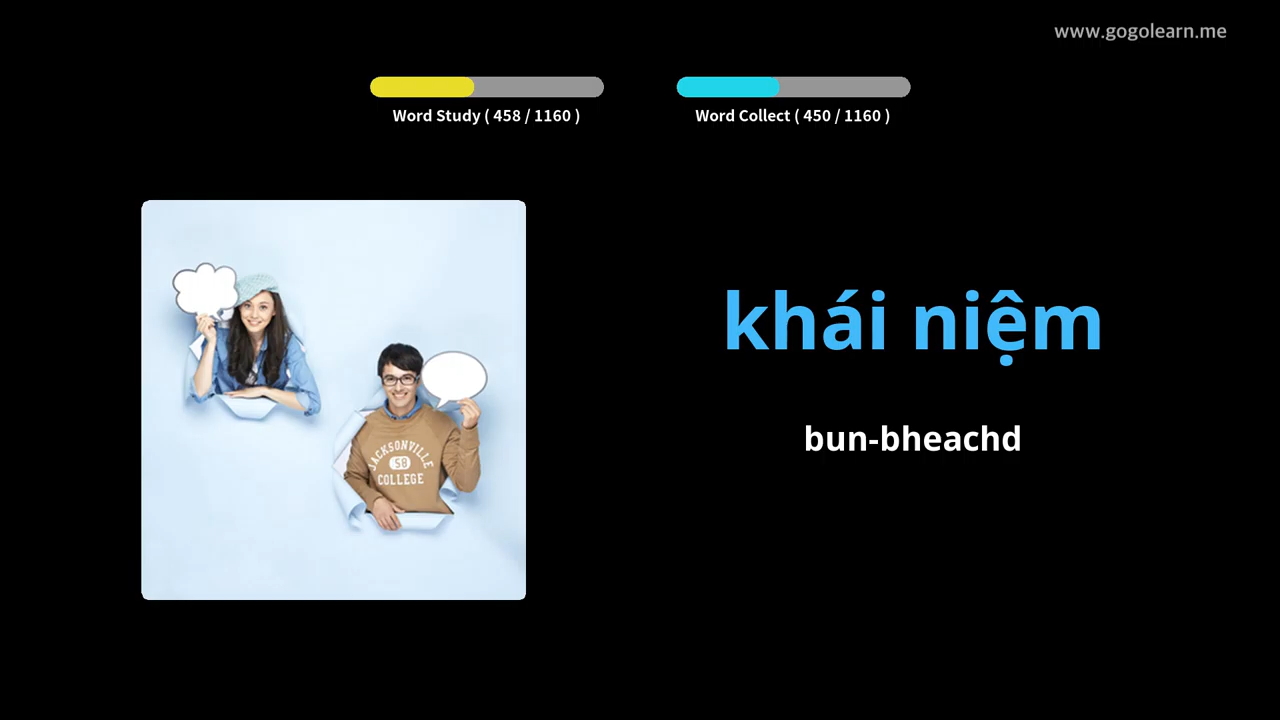 www.gogolearn.me
Word Study ( 458 / 1160 )
Word Collect ( 450 / 1160 )
khái niệm
bun-bheachd
JACKSONVILLE
58
COLLEGE